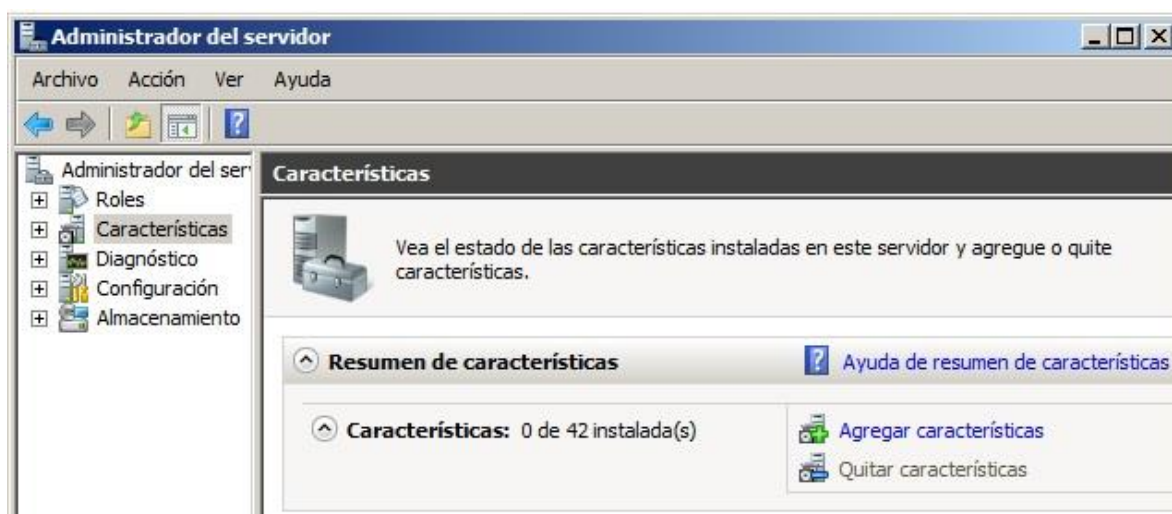 Administrador del servidor
Archivo Acción Ver Ayuda
Administrador del ser
Roles
Características
Diagnóstico
Configuración
Almacenamiento
Características
Vea el estado de las características instaladas en este servidor y agregue o quite
características.
Resumen de características
Ayuda de resumen de características
Características: 0 de 42 instalada(s)
Agregar características
Quitar características